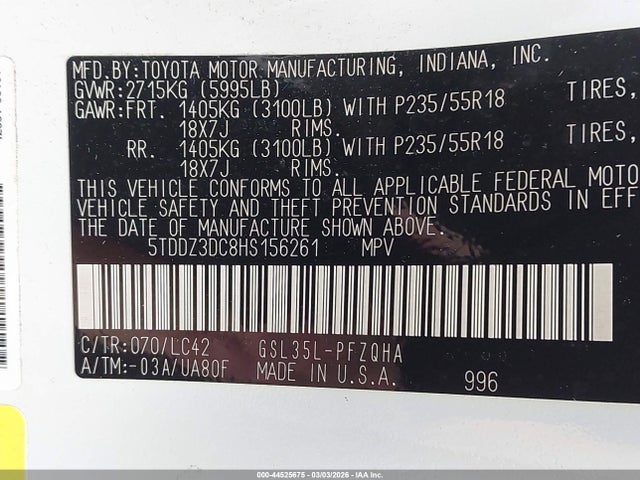 MFD.BY:TOYOTA MOTOR MANUFACTURING, INDIANA, INC.
GVWR:2715KG (5995LB)
GAWR:FRT. 1405KG (3100LB) WITH P235/55R18 TIRES,
18X7J RIMS.
RR. 1405KG (3100LB) WITH P235/55R18 TIRES,
18X7J RIMS.
THIS VEHICLE CONFORMS TO ALL APPLICABLE FEDERAL MOTO
VEHICLE SAFETY AND THEFT PREVENTION STANDARDS IN EFF
THE DATE OF MANUFACTURE SHOWN ABOVE.
5TDDZ3DC8HS156261 MPV
C/TR:070/LC42 GSL35L-PFZQHA
A/TM:-03A/UA80F MADE IN U.S.A. 996
000-44525675 - 03/03/2026 - IAA Inc.